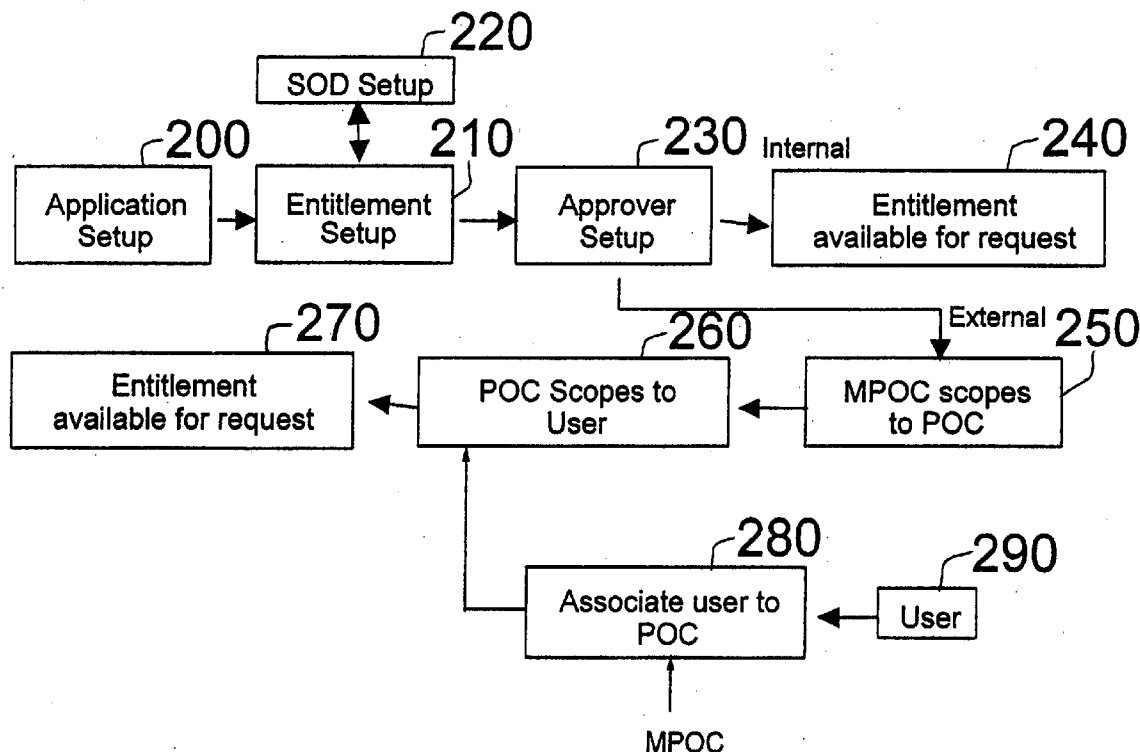 220
SOD Setup
200
210
230
Internal
240
Application
Setup
Entitlement
Setup
Approver
Setup
Entitlement
available for request
External
270
260
250
Entitlement
available for request
POC Scopes to
User
MPOC scopes
to POC
280
290
Associate user to
POC
User
MPOC